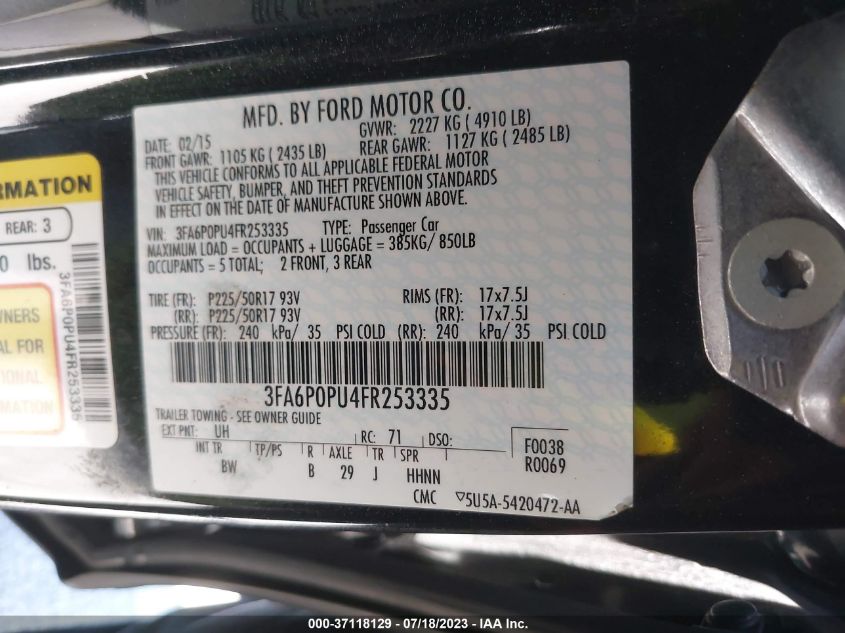 MFD. BY FORD MOTOR CO.
DATE: 02/15 GVWR: 2227 KG ( 4910 LB)
FRONT GAWR: 1105 KG ( 2435 LB) REAR GAWR: 1127 KG ( 2485 LB)
THIS VEHICLE CONFORMS TO ALL APPLICABLE FEDERAL MOTOR
VEHICLE SAFETY, BUMPER, AND THEFT PREVENTION STANDARDS
IN EFFECT ON THE DATE OF MANUFACTURE SHOWN ABOVE.
VIN: 3FA6P0PU4FR253335 TYPE: Passenger Car
MAXIMUM LOAD = OCCUPANTS + LUGGAGE = 385KG/ 850LB
OCCUPANTS = 5 TOTAL; 2 FRONT, 3 REAR
TIRE (FR): P225/50R17 93V RIMS (FR): 17x7.5J
(RR): P225/50R17 93V (RR): 17x7.5J
PRESSURE (FR): 240 kPa/ 35 PSI COLD (RR): 240 kPa/ 35 PSI COLD
3FA6P0PU4FR253335
TRAILER TOWING - SEE OWNER GUIDE
EXT PNT: UH RC: 71 DSO: F0038
INT TR TP/PS R AXLE TR SPR R0069
BW B 29 J HHNN
CMC ▽5U5A-5420472-AA
RMATION
REAR: 3
0 lbs.
WNERS
AL FOR
TIONAL
RMATION
3FA6P0PU4FR253335
000-37118129 - 07/18/2023 - © IAA, Inc.